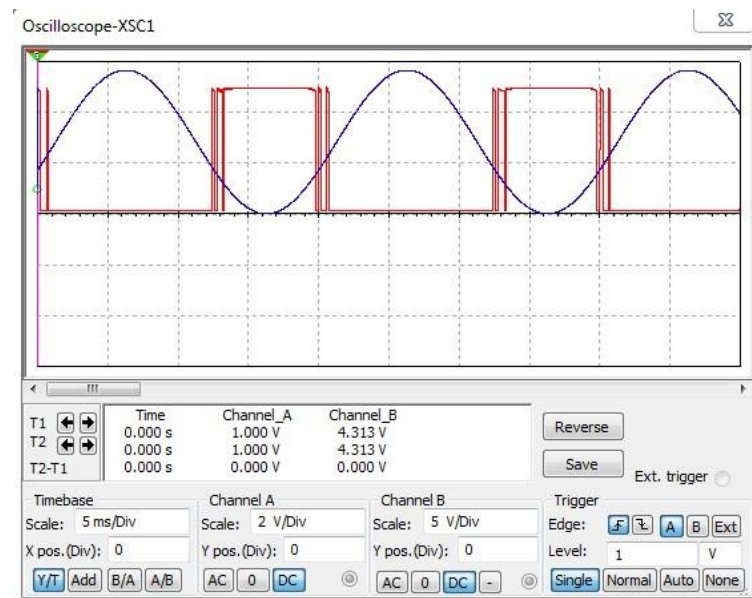 Oscilloscope-XSC1
Time Channel_A Channel_B
T1 0.000 s 1.000 V 4.313 V
T2 0.000 s 1.000 V 4.313 V
T2-T1 0.000 s 0.000 V 0.000 V
Reverse
Save
Ext. trigger
Timebase
Scale: 5 ms/Div
X pos.(Div): 0
Y/T Add B/A A/B
Channel A
Scale: 2 V/Div
Y pos.(Div): 0
AC 0 DC
Channel B
Scale: 5 V/Div
Y pos.(Div): 0
AC 0 DC -
Trigger
Edge: A B Ext
Level: 1 V
Single Normal Auto None